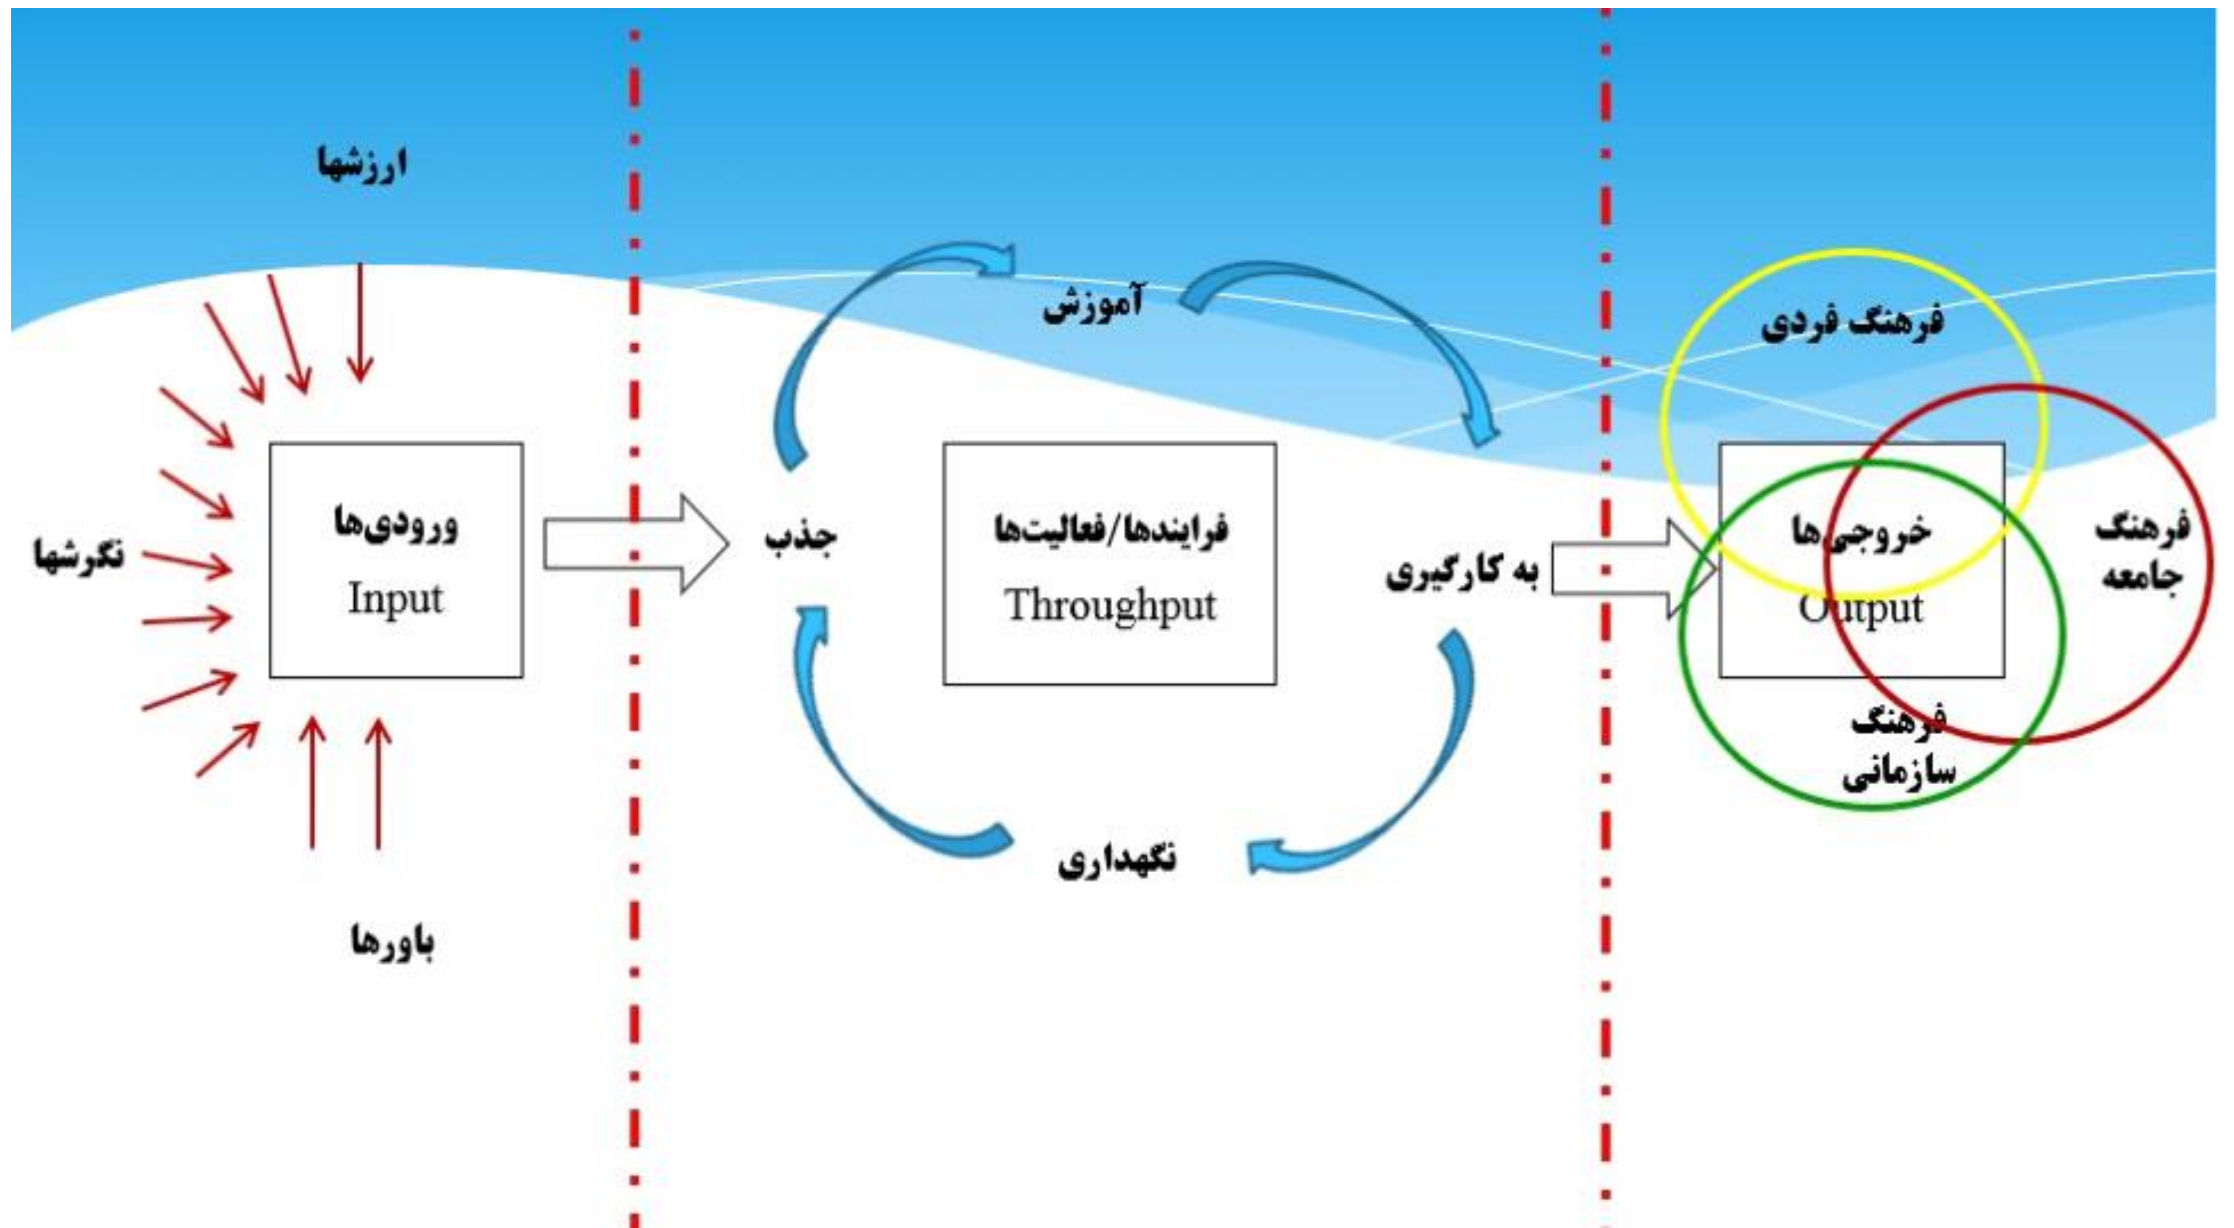 ارزشها
نگرشها
ورودی‌ها
Input
باورها
آموزش
جذب
فرایندها/فعالیت‌ها
Throughput
به کارگیری
نگهداری
فرهنگ فردی
خروجی‌ها
Output
فرهنگ
جامعه
فرهنگ
سازمانی